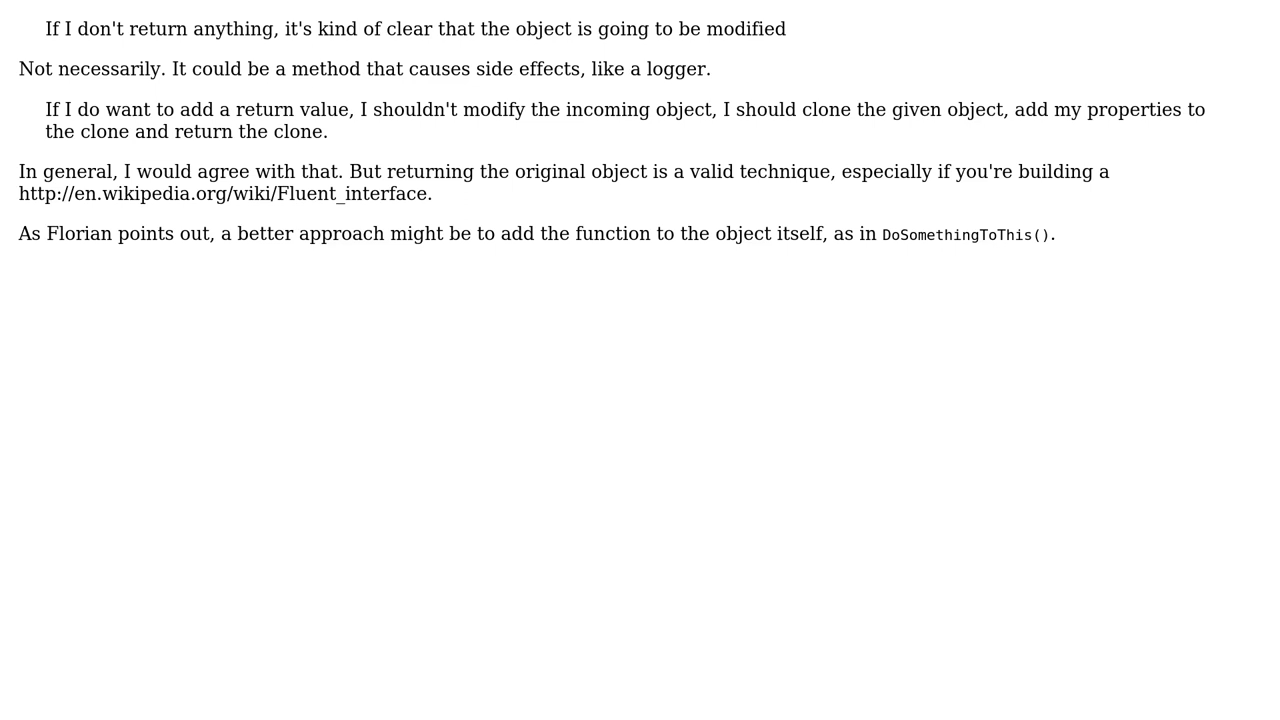 If I don't return anything, it's kind of clear that the object is going to be modified
Not necessarily. It could be a method that causes side effects, like a logger.
If I do want to add a return value, I shouldn't modify the incoming object, I should clone the given object, add my properties to
the clone and return the clone.
In general, I would agree with that. But returning the original object is a valid technique, especially if you're building a
http://en.wikipedia.org/wiki/Fluent_interface.
As Florian points out, a better approach might be to add the function to the object itself, as in DoSomethingToThis().